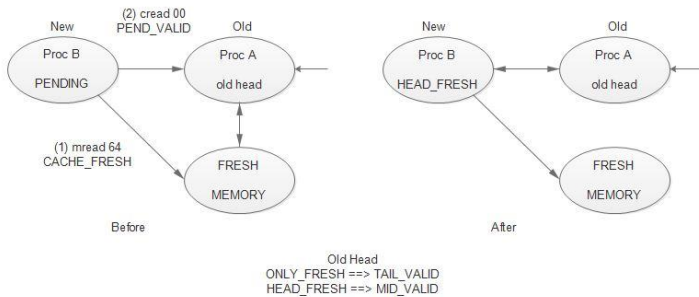 (2) cread 00
PEND_VALID
New
Old
Proc B
PENDING
Proc A
old head
(1) mread 64
CACHE_FRESH
FRESH
MEMORY
Before
New
Old
Proc B
HEAD_FRESH
Proc A
old head
FRESH
MEMORY
After
Old Head
ONLY_FRESH ==> TAIL_VALID
HEAD_FRESH ==> MID_VALID